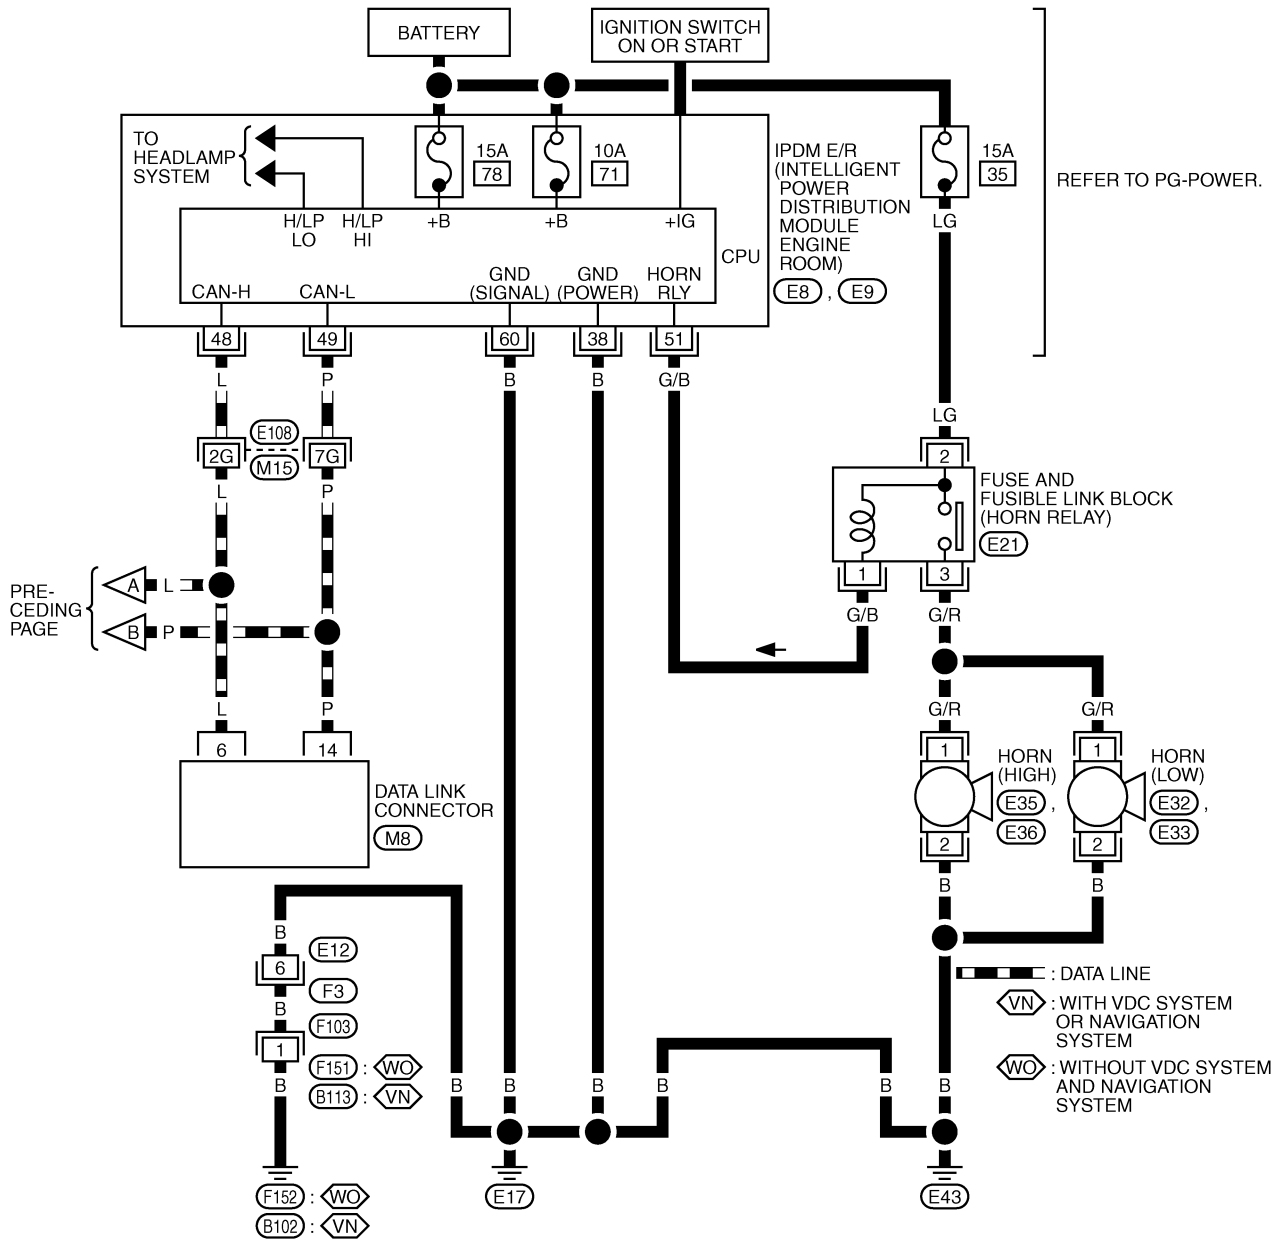 BATTERY
IGNITION SWITCH
ON OR START
TO
HEADLAMP
SYSTEM
15A
78
10A
71
IPDM E/R
(INTELLIGENT
POWER
DISTRIBUTION
MODULE
ENGINE
ROOM)
E8 , E9
15A
35
REFER TO PG-POWER.
H/LP
LO
H/LP
HI
+B
+B
+IG
CPU
LG
CAN-H
CAN-L
GND
(SIGNAL)
GND
(POWER)
HORN
RLY
48
49
60
38
51
L
P
B
B
G/B
LG
E108
2G
7G
M15
2
L
P
FUSE AND
FUSIBLE LINK BLOCK
(HORN RELAY)
E21
1
3
PRE-
CEDING
PAGE
A
L
B
P
G/B
G/R
L
P
G/R
G/R
6
14
1
1
HORN
(HIGH)
E35 ,
E36
HORN
(LOW)
E32 ,
E33
DATA LINK
CONNECTOR
M8
2
2
B
B
B
E12
6
F3
B
F103
1
F151 : WO
B113 : VN
B
B
B
B
B
B
B
: DATA LINE
VN : WITH VDC SYSTEM
OR NAVIGATION
SYSTEM
WO : WITHOUT VDC SYSTEM
AND NAVIGATION
SYSTEM
F152 : WO
B102 : VN
E17
E43